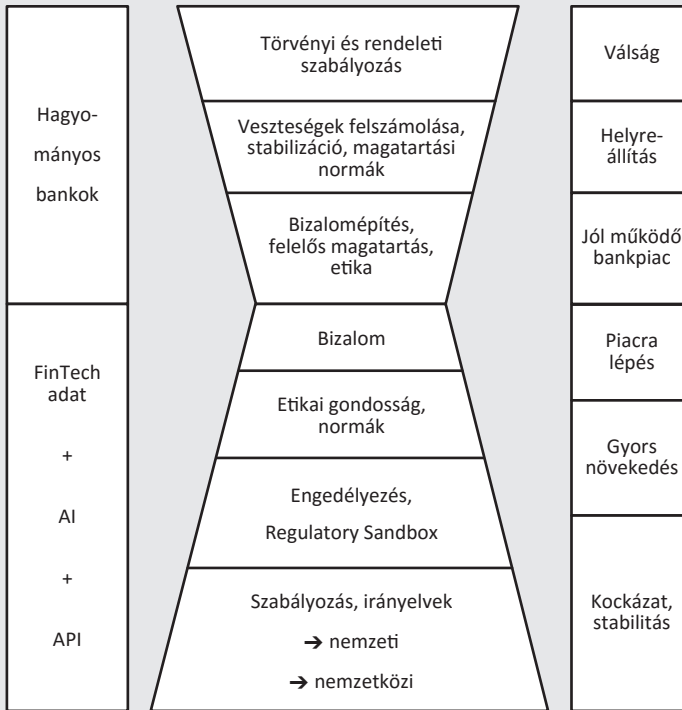 Hagyo-
mányos
bankok
FinTech
adat
+
AI
+
API
Törvényi és rendeleti
szabályozás
Veszteségek felszámolása,
stabilizáció, magatartási
normák
Bizalomépítés,
felelős magatartás,
etika
Bizalom
Etikai gondosság,
normák
Engedélyezés,
Regulatory Sandbox
Szabályozás, irányelvek
➔ nemzeti
➔ nemzetközi
Válság
Helyre-
állítás
Jól működő
bankpiac
Piacra
lépés
Gyors
növekedés
Kockázat,
stabilitás